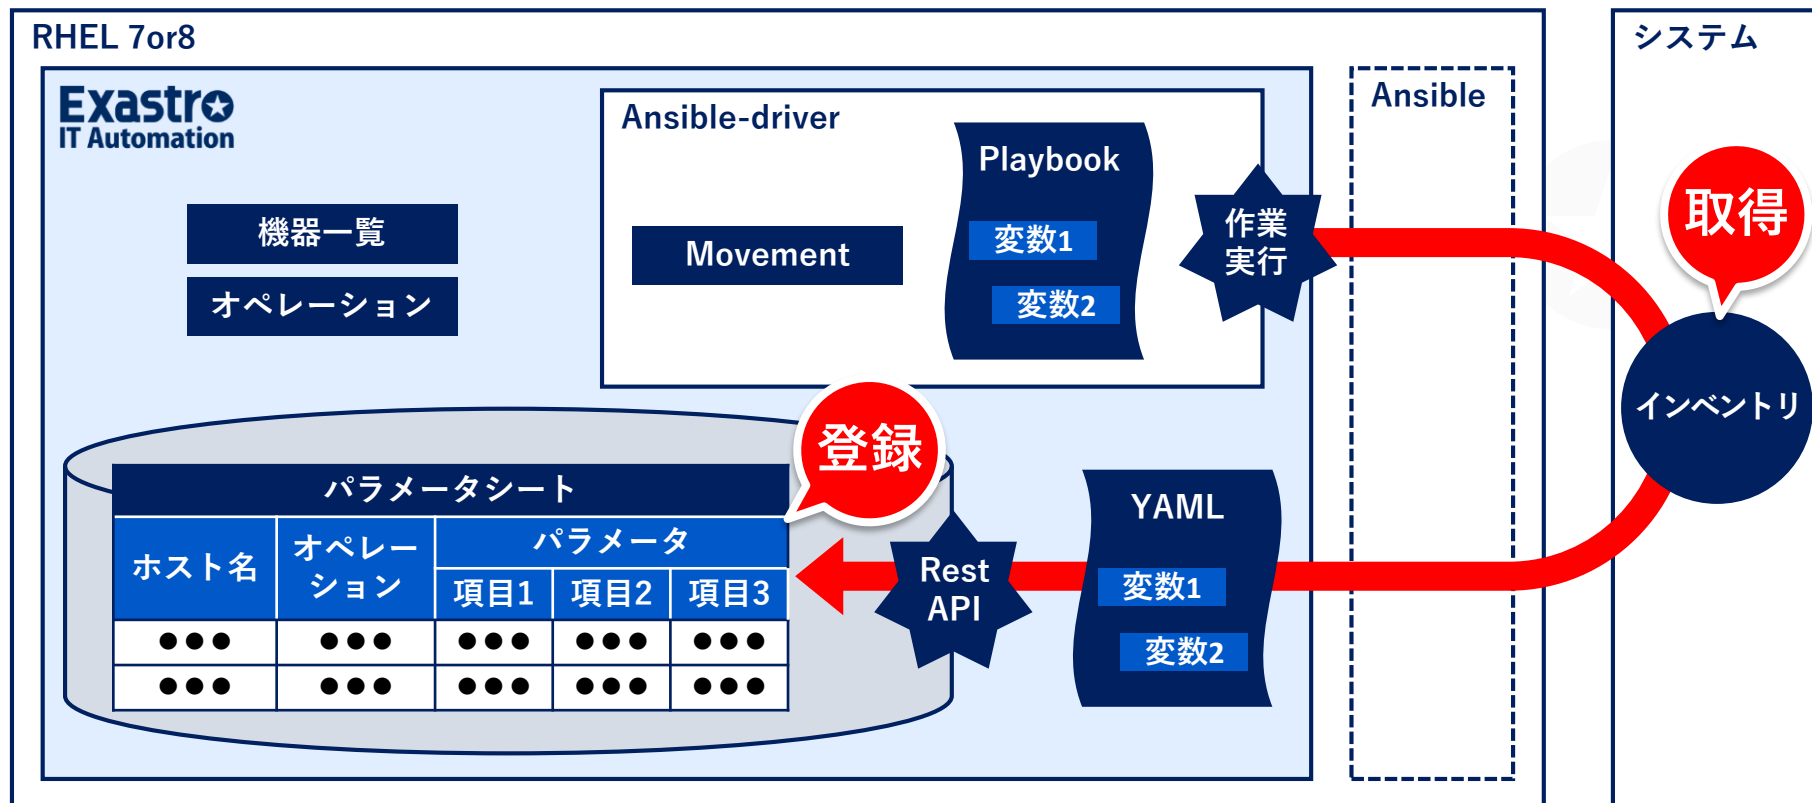 RHEL 7or8
システム
Exastro
IT Automation
Ansible-driver
Ansible
Playbook
変数1
変数2
Movement
機器一覧
オペレーション
作業
実行
取得
インベントリ
登録
パラメータシート
ホスト名
オペレー
ション
パラメータ
項目1
項目2
項目3
●●● ●●● ●●● ●●● ●●●
●●● ●●● ●●● ●●● ●●●
Rest
API
YAML
変数1
変数2